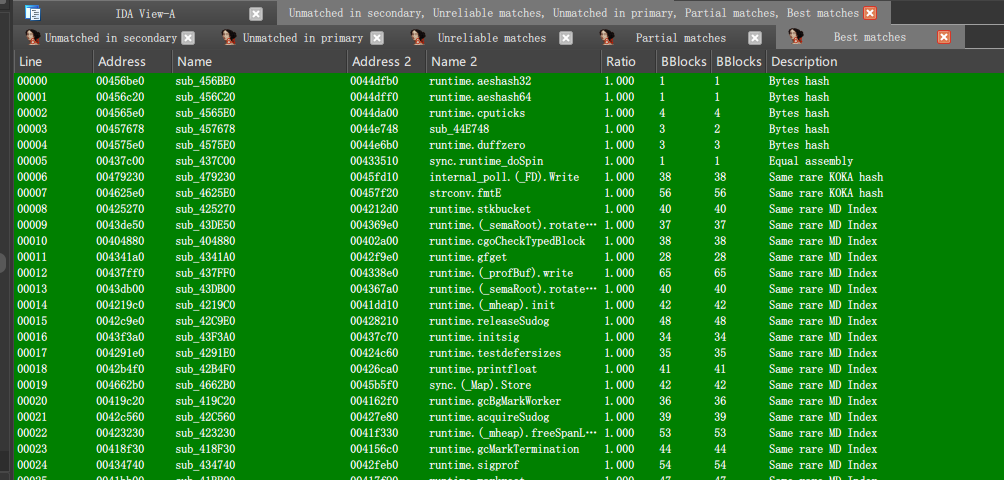 IDA View-A Unmatched in secondary, Unreliable matches, Unmatched in primary, Partial matches, Best matches
Unmatched in secondary Unmatched in primary Unreliable matches Partial matches Best matches
Line Address Name Address 2 Name 2 Ratio BBlocks BBlocks Description
00000 00456be0 sub_456BE0 0044dfb0 runtime.aeshash32 1.000 1 1 Bytes hash
00001 00456c20 sub_456C20 0044dff0 runtime.aeshash64 1.000 1 1 Bytes hash
00002 004565e0 sub_4565E0 0044da00 runtime.cputicks 1.000 4 4 Bytes hash
00003 00457678 sub_457678 0044e748 sub_44E748 1.000 3 2 Bytes hash
00004 004575e0 sub_4575E0 0044e6b0 runtime.duffzero 1.000 3 3 Bytes hash
00005 00437c00 sub_437C00 00433510 sync.runtime_doSpin 1.000 1 1 Equal assembly
00006 00479230 sub_479230 0045fd10 internal_poll.(_FD).Write 1.000 38 38 Same rare KOKA hash
00007 004625e0 sub_4625E0 00457f20 strconv.fmtE 1.000 56 56 Same rare KOKA hash
00008 00425270 sub_425270 004212d0 runtime.stkbucket 1.000 40 40 Same rare MD Index
00009 0043de50 sub_43DE50 004369e0 runtime.(_semaRoot).rotate… 1.000 37 37 Same rare MD Index
00010 00404880 sub_404880 00402a00 runtime.cgoCheckTypedBlock 1.000 38 38 Same rare MD Index
00011 004341a0 sub_4341A0 0042f9e0 runtime.gfget 1.000 28 28 Same rare MD Index
00012 00437ff0 sub_437FF0 004338e0 runtime.(_profBuf).write 1.000 65 65 Same rare MD Index
00013 0043db00 sub_43DB00 004367a0 runtime.(_semaRoot).rotate… 1.000 40 40 Same rare MD Index
00014 004219c0 sub_4219C0 0041dd10 runtime.(_mheap).init 1.000 42 42 Same rare MD Index
00015 0042c9e0 sub_42C9E0 00428210 runtime.releaseSudog 1.000 48 48 Same rare MD Index
00016 0043f3a0 sub_43F3A0 00437c70 runtime.initsig 1.000 34 34 Same rare MD Index
00017 004291e0 sub_4291E0 00424c60 runtime.testdefersizes 1.000 35 35 Same rare MD Index
00018 0042b4f0 sub_42B4F0 00426ca0 runtime.printfloat 1.000 41 41 Same rare MD Index
00019 004662b0 sub_4662B0 0045b5f0 sync.(_Map).Store 1.000 42 42 Same rare MD Index
00020 00419c20 sub_419C20 004162f0 runtime.gcBgMarkWorker 1.000 36 36 Same rare MD Index
00021 0042c560 sub_42C560 00427e80 runtime.acquireSudog 1.000 39 39 Same rare MD Index
00022 00423230 sub_423230 0041f330 runtime.(_mheap).freeSpanL… 1.000 53 53 Same rare MD Index
00023 00418f30 sub_418F30 004156c0 runtime.gcMarkTermination 1.000 44 44 Same rare MD Index
00024 00434740 sub_434740 0042feb0 runtime.sigprof 1.000 54 54 Same rare MD Index